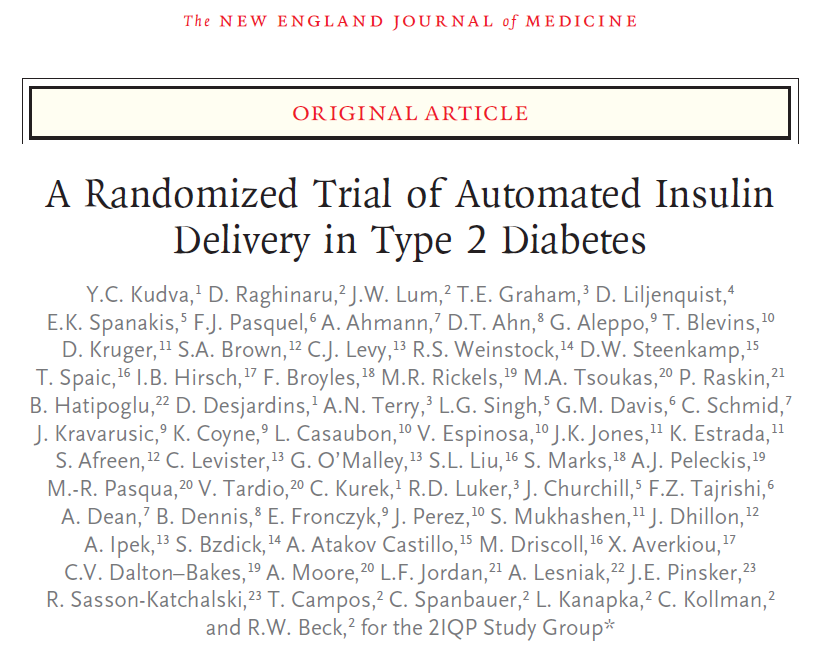 The NEW ENGLAND JOURNAL of MEDICINE
ORIGINAL ARTICLE
A Randomized Trial of Automated Insulin
Delivery in Type 2 Diabetes
Y.C. Kudva,¹ D. Raghinaru,² J.W. Lum,² T.E. Graham,³ D. Liljenquist,⁴
E.K. Spanakis,⁵ F.J. Pasquel,⁶ A. Ahmann,⁷ D.T. Ahn,⁸ G. Aleppo,⁹ T. Blevins,¹⁰
D. Kruger,¹¹ S.A. Brown,¹² C.J. Levy,¹³ R.S. Weinstock,¹⁴ D.W. Steenkamp,¹⁵
T. Spaic,¹⁶ I.B. Hirsch,¹⁷ F. Broyles,¹⁸ M.R. Rickels,¹⁹ M.A. Tsoukas,²⁰ P. Raskin,²¹
B. Hatipoglu,²² D. Desjardins,¹ A.N. Terry,³ L.G. Singh,⁵ G.M. Davis,⁶ C. Schmid,⁷
J. Kravarusic,⁹ K. Coyne,⁹ L. Casaubon,¹⁰ V. Espinosa,¹⁰ J.K. Jones,¹¹ K. Estrada,¹¹
S. Afreen,¹² C. Levister,¹³ G. O’Malley,¹³ S.L. Liu,¹⁶ S. Marks,¹⁸ A.J. Peleckis,¹⁹
M.-R. Pasqua,²⁰ V. Tardio,²⁰ C. Kurek,¹ R.D. Luker,³ J. Churchill,⁵ F.Z. Tajrishi,⁶
A. Dean,⁷ B. Dennis,⁸ E. Fronczyk,⁹ J. Perez,¹⁰ S. Mukhashen,¹¹ J. Dhillon,¹²
A. Ipek,¹³ S. Bzdick,¹⁴ A. Atakov Castillo,¹⁵ M. Driscoll,¹⁶ X. Averkiou,¹⁷
C.V. Dalton–Bakes,¹⁹ A. Moore,²⁰ L.F. Jordan,²¹ A. Lesniak,²² J.E. Pinsker,²³
R. Sasson-Katchalski,²³ T. Campos,² C. Spanbauer,² L. Kanapka,² C. Kollman,²
and R.W. Beck,² for the 2IQP Study Group*